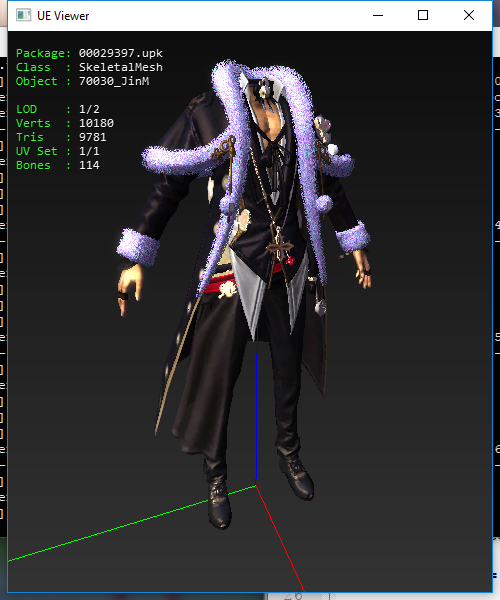 UE Viewer
Package: 00029397.upk
Class : SkeletalMesh
Object : 70030_JinM
LOD : 1/2
Verts : 10180
Tris : 9781
UV Set : 1/1
Bones : 114